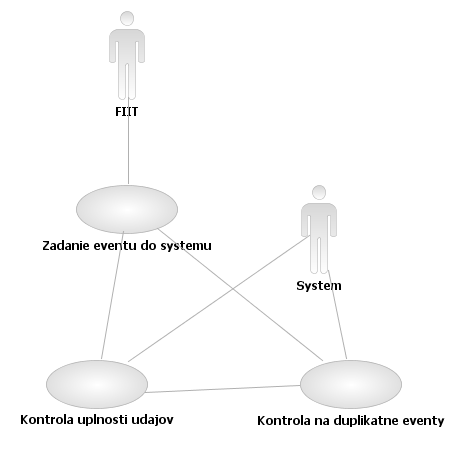 FIIT
Zadanie eventu do systemu
System
Kontrola uplnosti udajov
Kontrola na duplikatne eventy